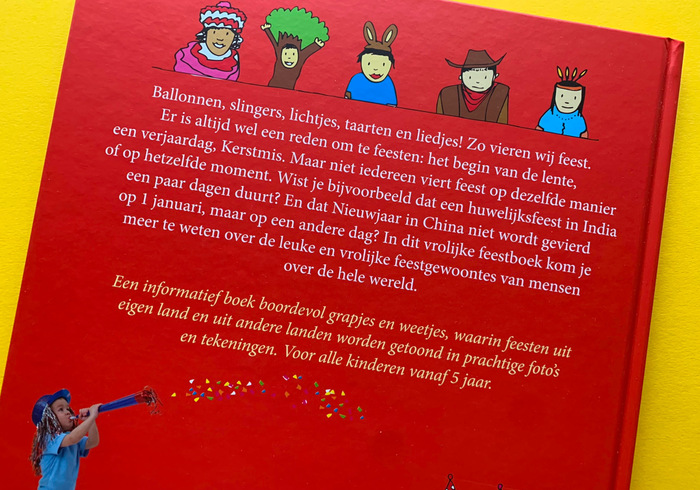 Ballonnen, slingers, lichtjes, taarten en liedjes! Zo vieren wij feest.
Er is altijd wel een reden om te feesten: het begin van de lente,
een verjaardag, Kerstmis. Maar niet iedereen viert feest op dezelfde manier
of op hetzelfde moment. Wist je bijvoorbeeld dat een huwelijksfeest in India
een paar dagen duurt? En dat Nieuwjaar in China niet wordt gevierd
op 1 januari, maar op een andere dag? In dit vrolijke feestboek kom je
meer te weten over de leuke en vrolijke feestgewoontes van mensen
over de hele wereld.
Een informatief boek boordevol grapjes en weetjes, waarin feesten uit
eigen land en uit andere landen worden getoond in prachtige foto's
en tekeningen. Voor alle kinderen vanaf 5 jaar.